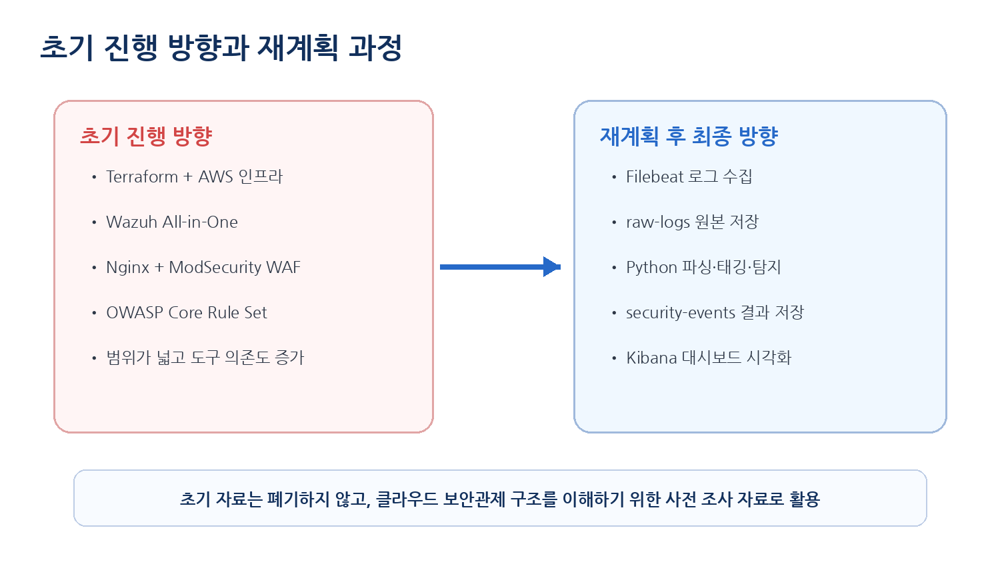 초기 진행 방향과 재계획 과정
초기 진행 방향
• Terraform + AWS 인프라
• Wazuh All-in-One
• Nginx + ModSecurity WAF
• OWASP Core Rule Set
• 범위가 넓고 도구 의존도 증가
재계획 후 최종 방향
• Filebeat 로그 수집
• raw-logs 원본 저장
• Python 파싱·태깅·탐지
• security-events 결과 저장
• Kibana 대시보드 시각화
초기 자료는 폐기하지 않고, 클라우드 보안관제 구조를 이해하기 위한 사전 조사 자료로 활용